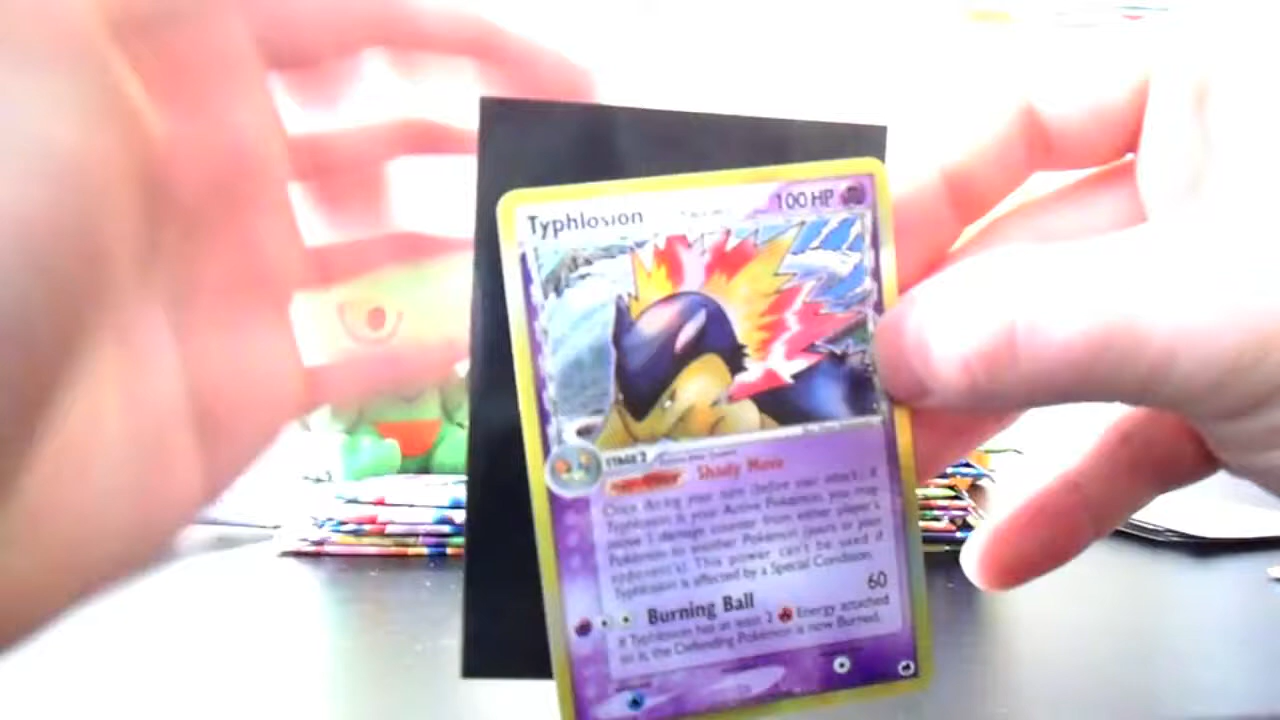 Typhlosion
100 HP
STAGE 2
Shady Move
Once during your turn (before your attack), if
Typhlosion is your Active Pokémon, you may
move 1 damage counter from either player's
Pokémon to another Pokémon (yours or your
opponent's). This power can't be used if
Typhlosion is affected by a Special Condition.
Burning Ball
60
If Typhlosion has at least 2 Energy attached
to it, the Defending Pokémon is now Burned.